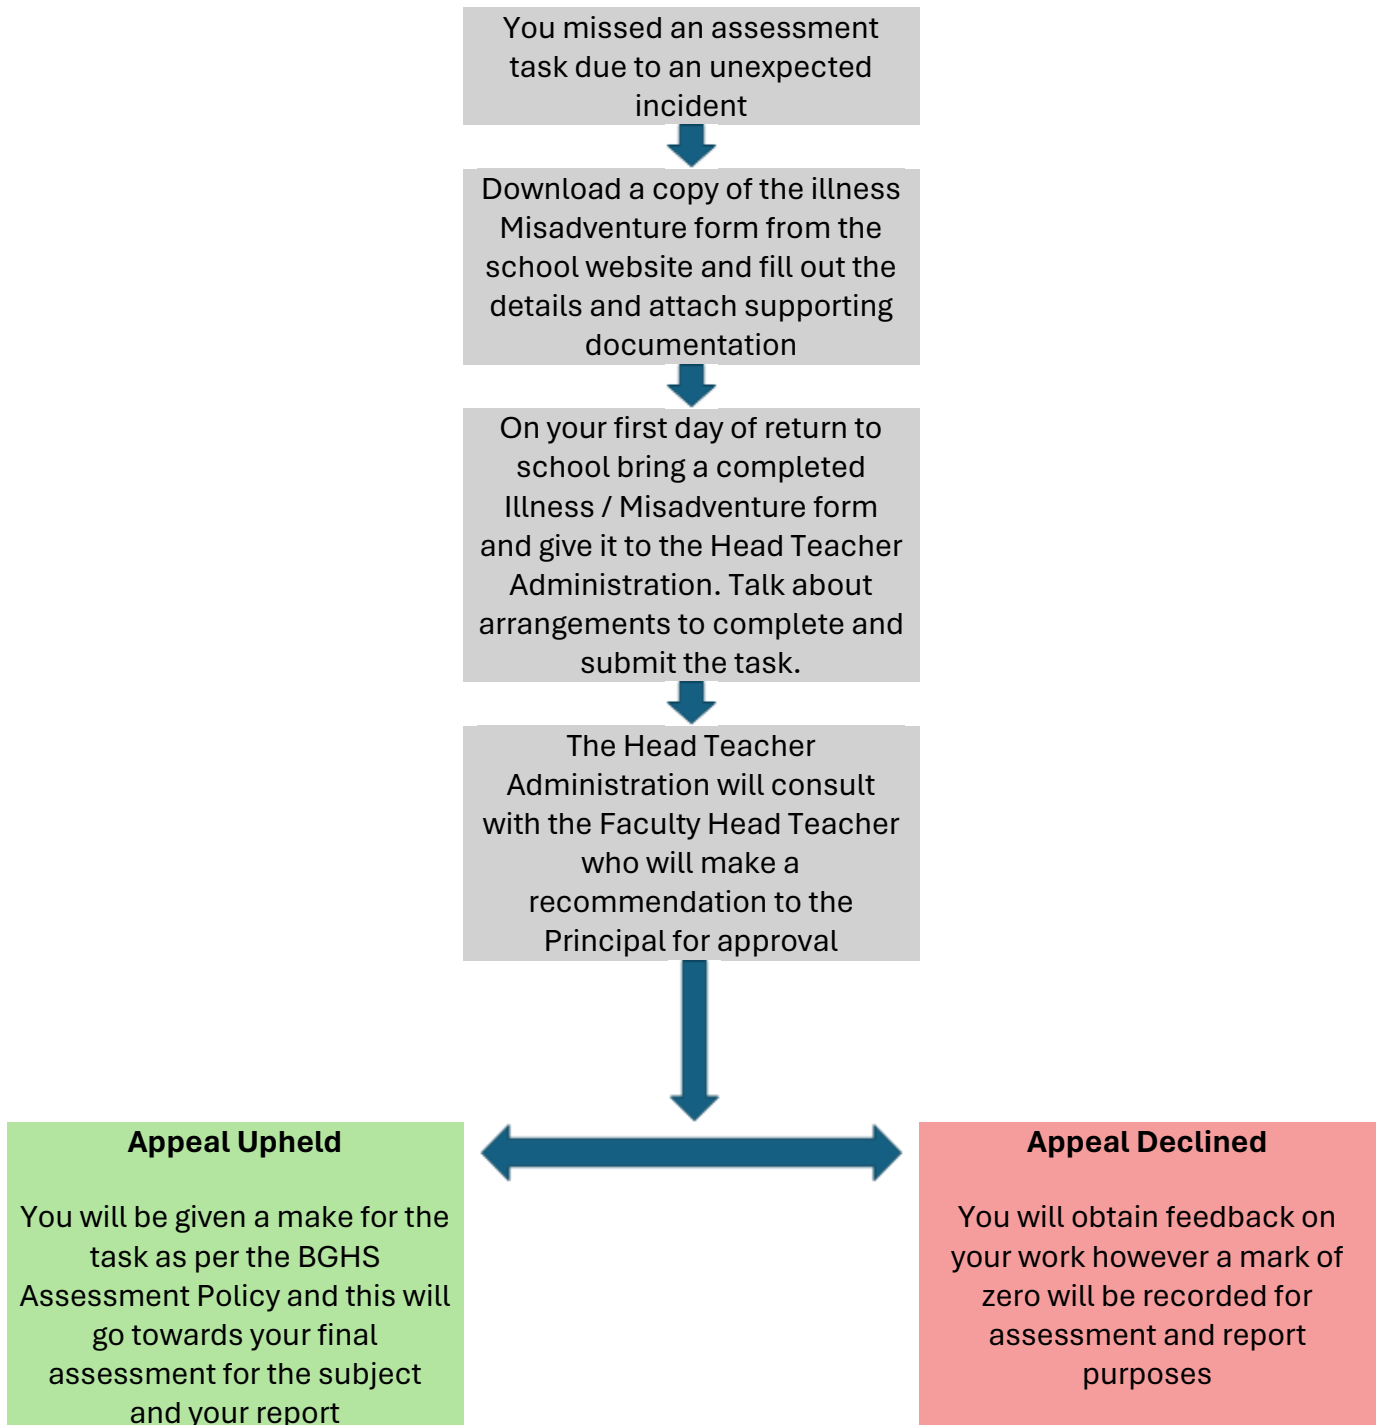 You missed an assessment
task due to an unexpected
incident
Download a copy of the illness
Misadventure form from the
school website and fill out the
details and attach supporting
documentation
On your first day of return to
school bring a completed
Illness / Misadventure form
and give it to the Head Teacher
Administration. Talk about
arrangements to complete and
submit the task.
The Head Teacher
Administration will consult
with the Faculty Head Teacher
who will make a
recommendation to the
Principal for approval
Appeal Upheld
You will be given a make for the
task as per the BGHS
Assessment Policy and this will
go towards your final
assessment for the subject
and your report
Appeal Declined
You will obtain feedback on
your work however a mark of
zero will be recorded for
assessment and report
purposes